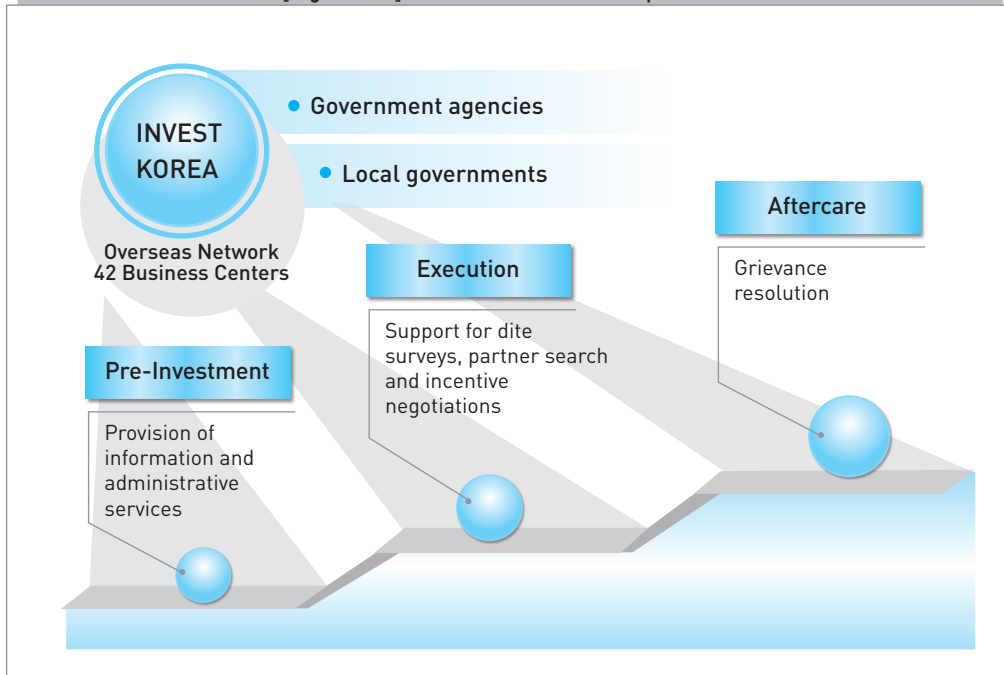 INVEST
KOREA
Government agencies
Local governments
Overseas Network
42 Business Centers
Aftercare
Grievance
resolution
Execution
Support for dite
surveys, partner search
and incentive
negotiations
Pre-Investment
Provision of
information and
administrative
services